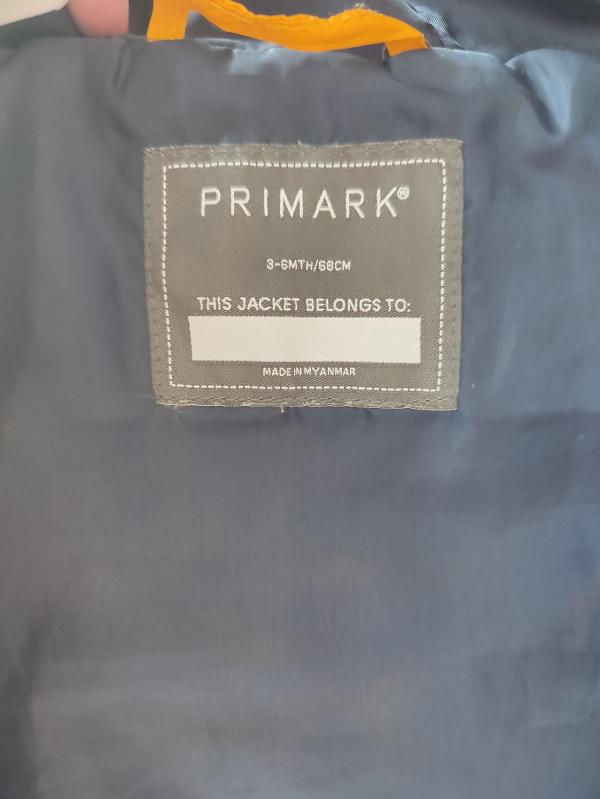 PRIMARK®
3-6MTH/68CM
THIS JACKET BELONGS TO:
MADE IN MYANMAR